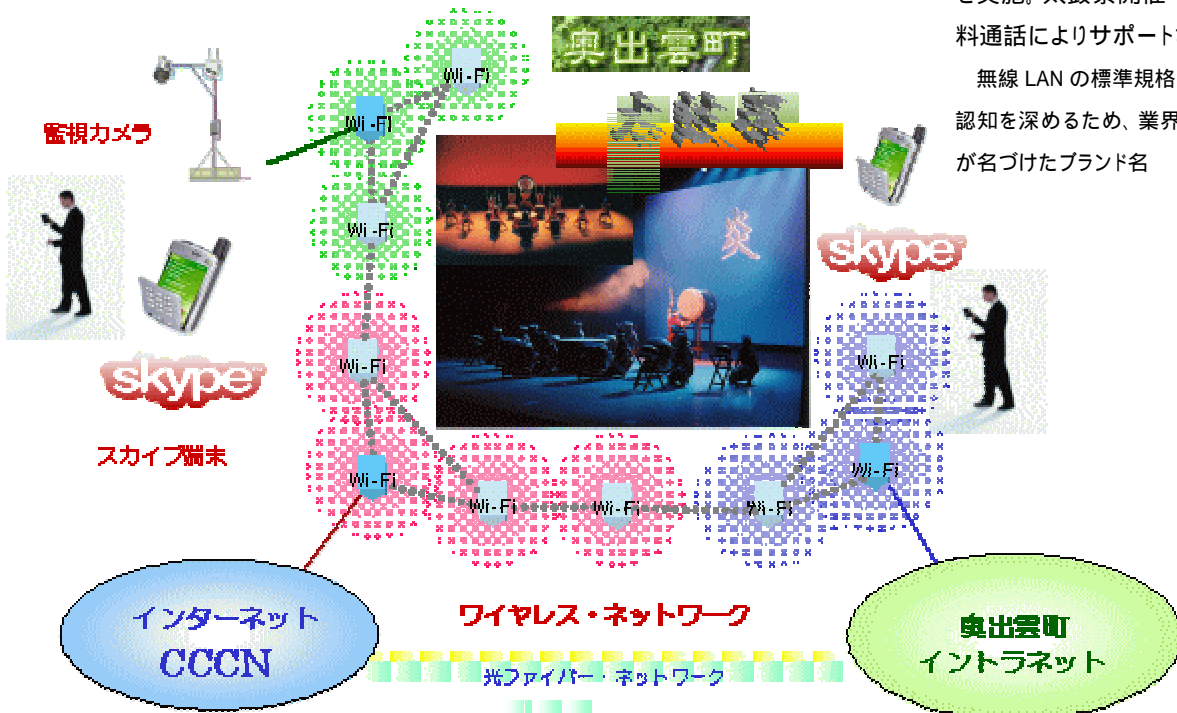 料通話によりサポート
無線 LAN の標準規格
認知を深めるため、業界
が名づけたブランド名
奥出雲町
太鼓祭
監視カメラ
Wi-Fi
Wi-Fi
Wi-Fi
炎
skype
skype
スカイプ端末
Wi-Fi
Wi-Fi
Wi-Fi
Wi-Fi
Wi-Fi
Wi-Fi
Wi-Fi
インターネット
CCCN
ワイヤレス・ネットワーク
光ファイバー・ネットワーク
奥出雲町
イントラネット